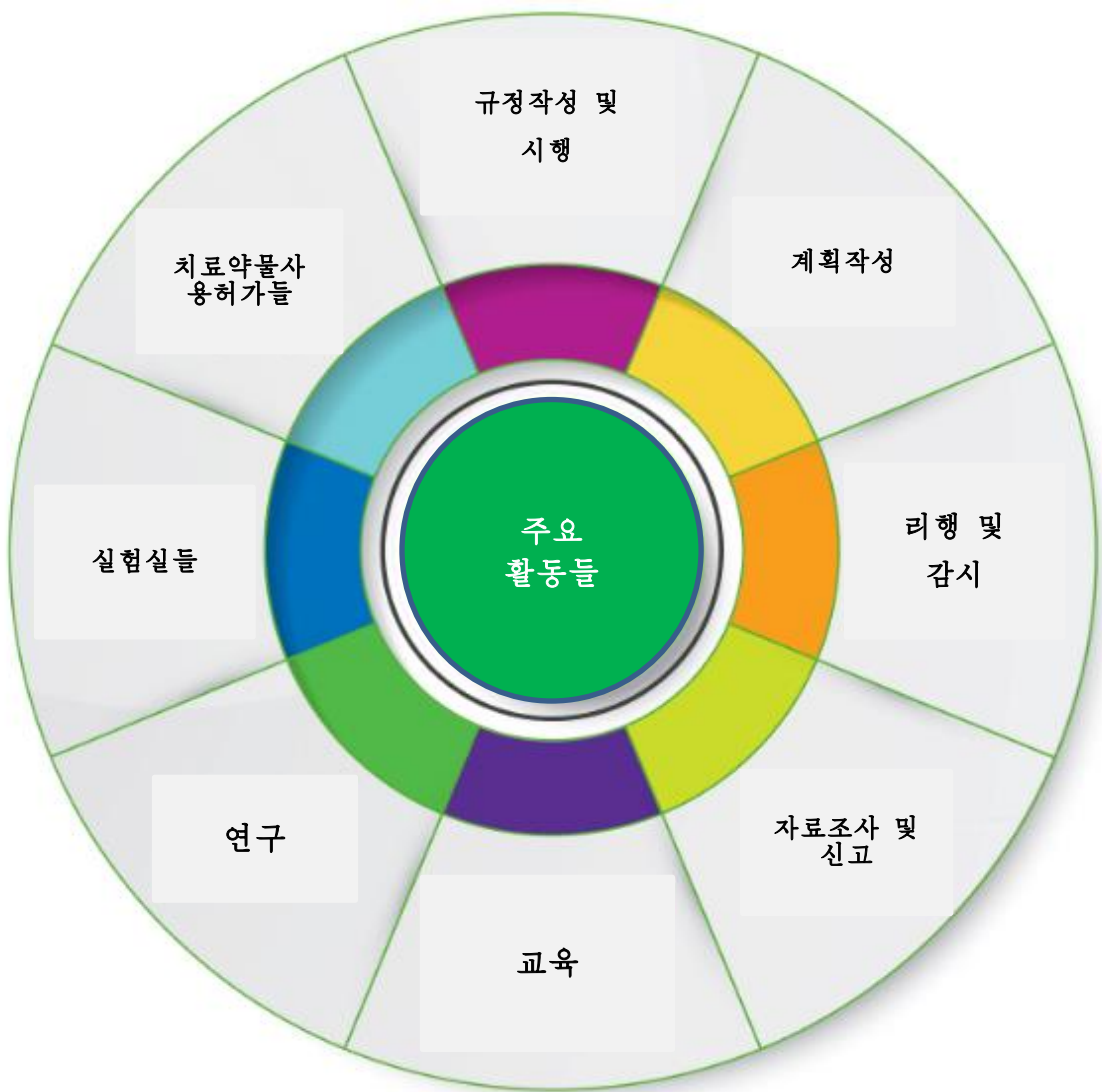 규정작성 및
시행
계획작성
리행 및
감시
자료조사 및
신고
교육
연구
실험실들
치료약물사
용허가들
주요
활동들